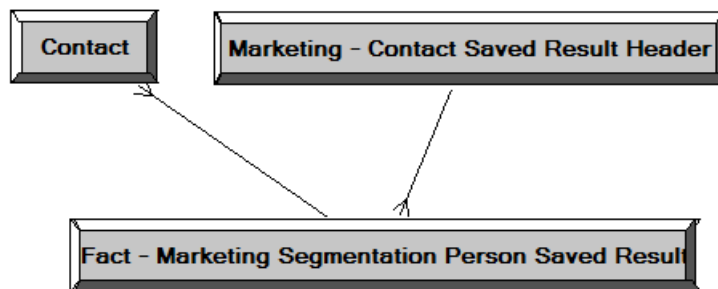 Contact
Marketing - Contact Saved Result Header
Fact - Marketing Segmentation Person Saved Result